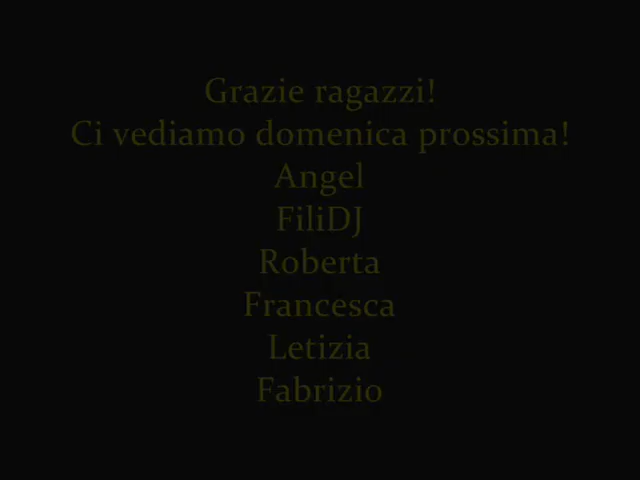 Grazie ragazzi!
Ci vediamo domenica prossima!
Angel
FiliDJ
Roberta
Francesca
Letizia
Fabrizio